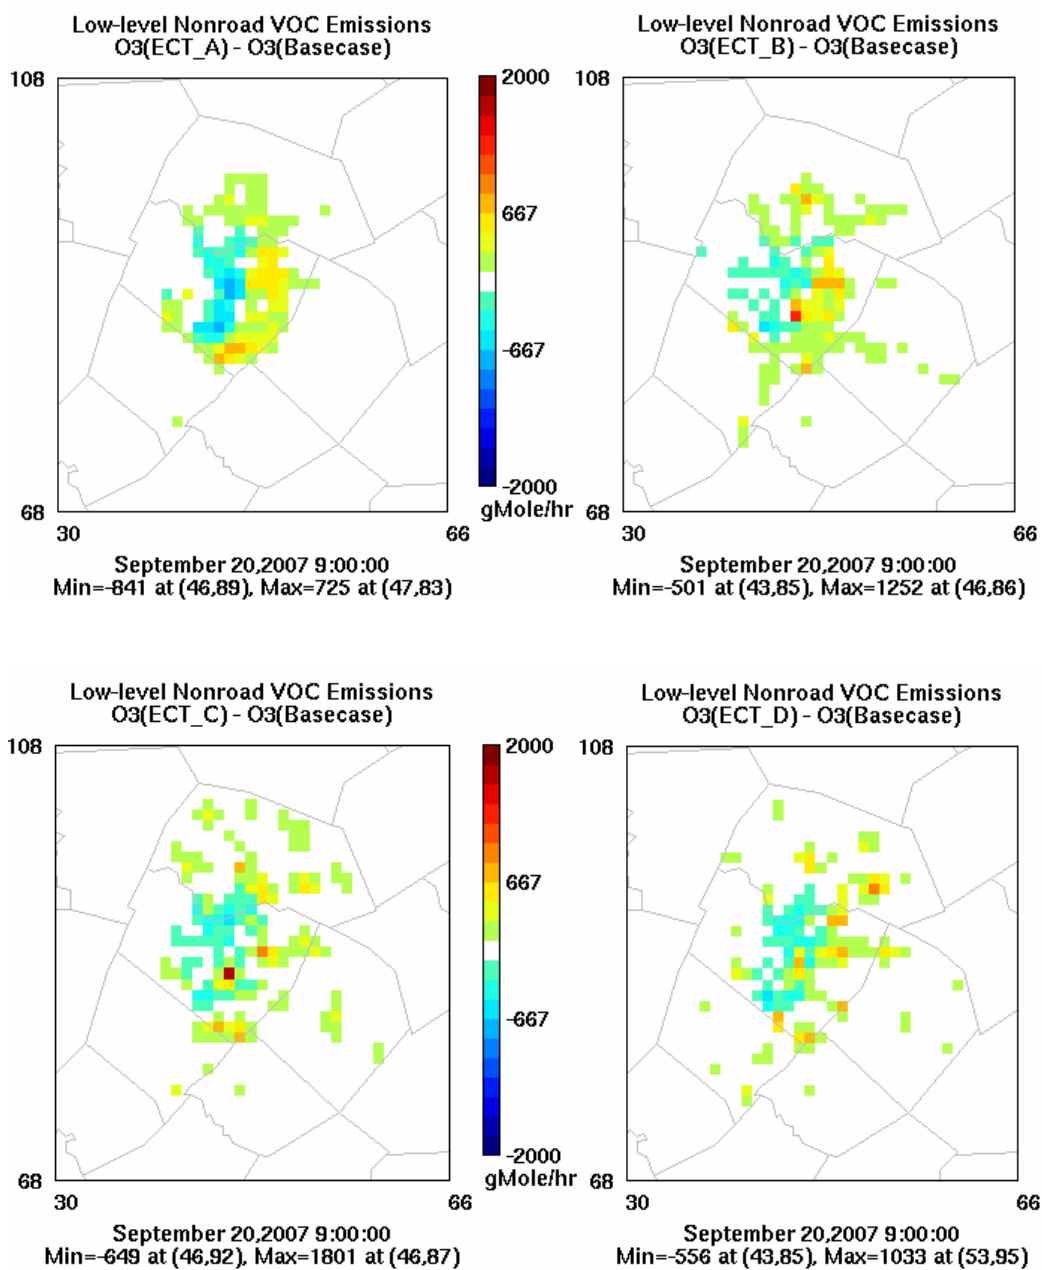 Low-level Nonroad VOC Emissions
O3(ECT_A) - O3(Basecase)
108
2000
667
-667
-2000
gMole/hr
68
30
66
September 20,2007 9:00:00
Min=-841 at (46,89), Max=725 at (47,83)
Low-level Nonroad VOC Emissions
O3(ECT_B) - O3(Basecase)
108
68
30
66
September 20,2007 9:00:00
Min=-501 at (43,85), Max=1252 at (46,86)
Low-level Nonroad VOC Emissions
O3(ECT_C) - O3(Basecase)
108
2000
667
-667
-2000
gMole/hr
68
30
66
September 20,2007 9:00:00
Min=-649 at (46,92), Max=1801 at (46,87)
Low-level Nonroad VOC Emissions
O3(ECT_D) - O3(Basecase)
108
68
30
66
September 20,2007 9:00:00
Min=-556 at (43,85), Max=1033 at (53,95)